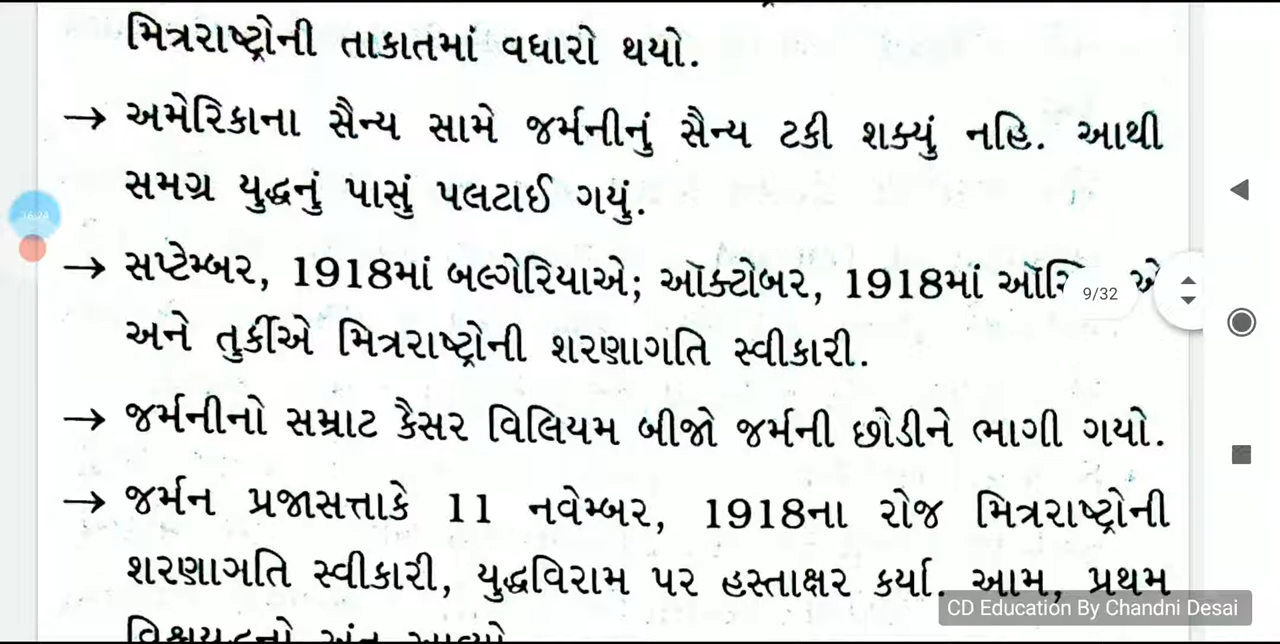 મિત્રરાષ્ટ્રોની તાકાતમાં વધારો થયો.
→ અમેરિકાના સૈન્ય સામે જર્મનીનું સૈન્ય ટકી શક્યું નહિ. આથી
સમગ્ર યુદ્ધનું પાસું પલટાઈ ગયું.
16:24
→ સપ્ટેમ્બર, 1918માં બલ્ગેરિયાએ; ઑક્ટોબર, 1918માં
9/32
અને તુર્કીએ મિત્રરાષ્ટ્રોની શરણાગતિ સ્વીકારી.
→ જર્મનીનો સમ્રાટ કૈસર વિલિયમ બીજો જર્મની છોડીને ભાગી ગયો.
→ જર્મન પ્રજાસત્તાકે 11 નવેમ્બર, 1918ના રોજ મિત્રરાષ્ટ્રોની
શરણાગતિ સ્વીકારી, યુદ્ધવિરામ પર હસ્તાક્ષર કર્યા. આમ, પ્રથમ
CD Education By Chandni Desai